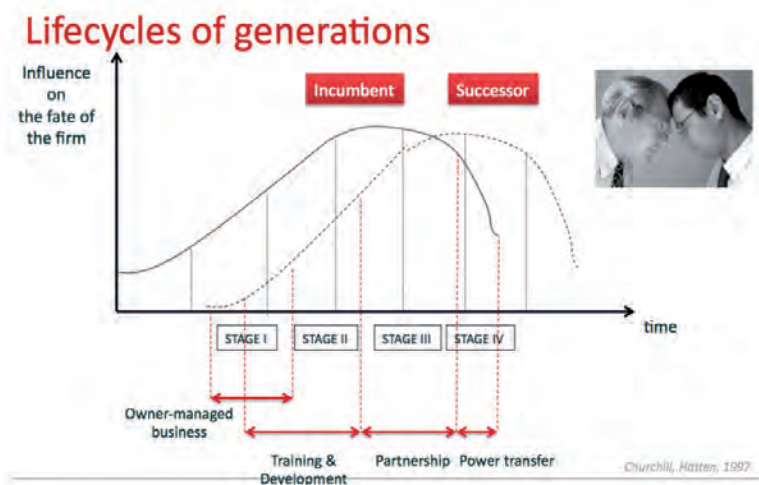 Lifecycles of generations
Influence
on
the fate of
the firm
Incumbent
Successor
time
STAGE I
STAGE II
STAGE III
STAGE IV
Owner-managed
business
Training &
Development
Partnership
Power transfer
Churchill, Hatten, 1997